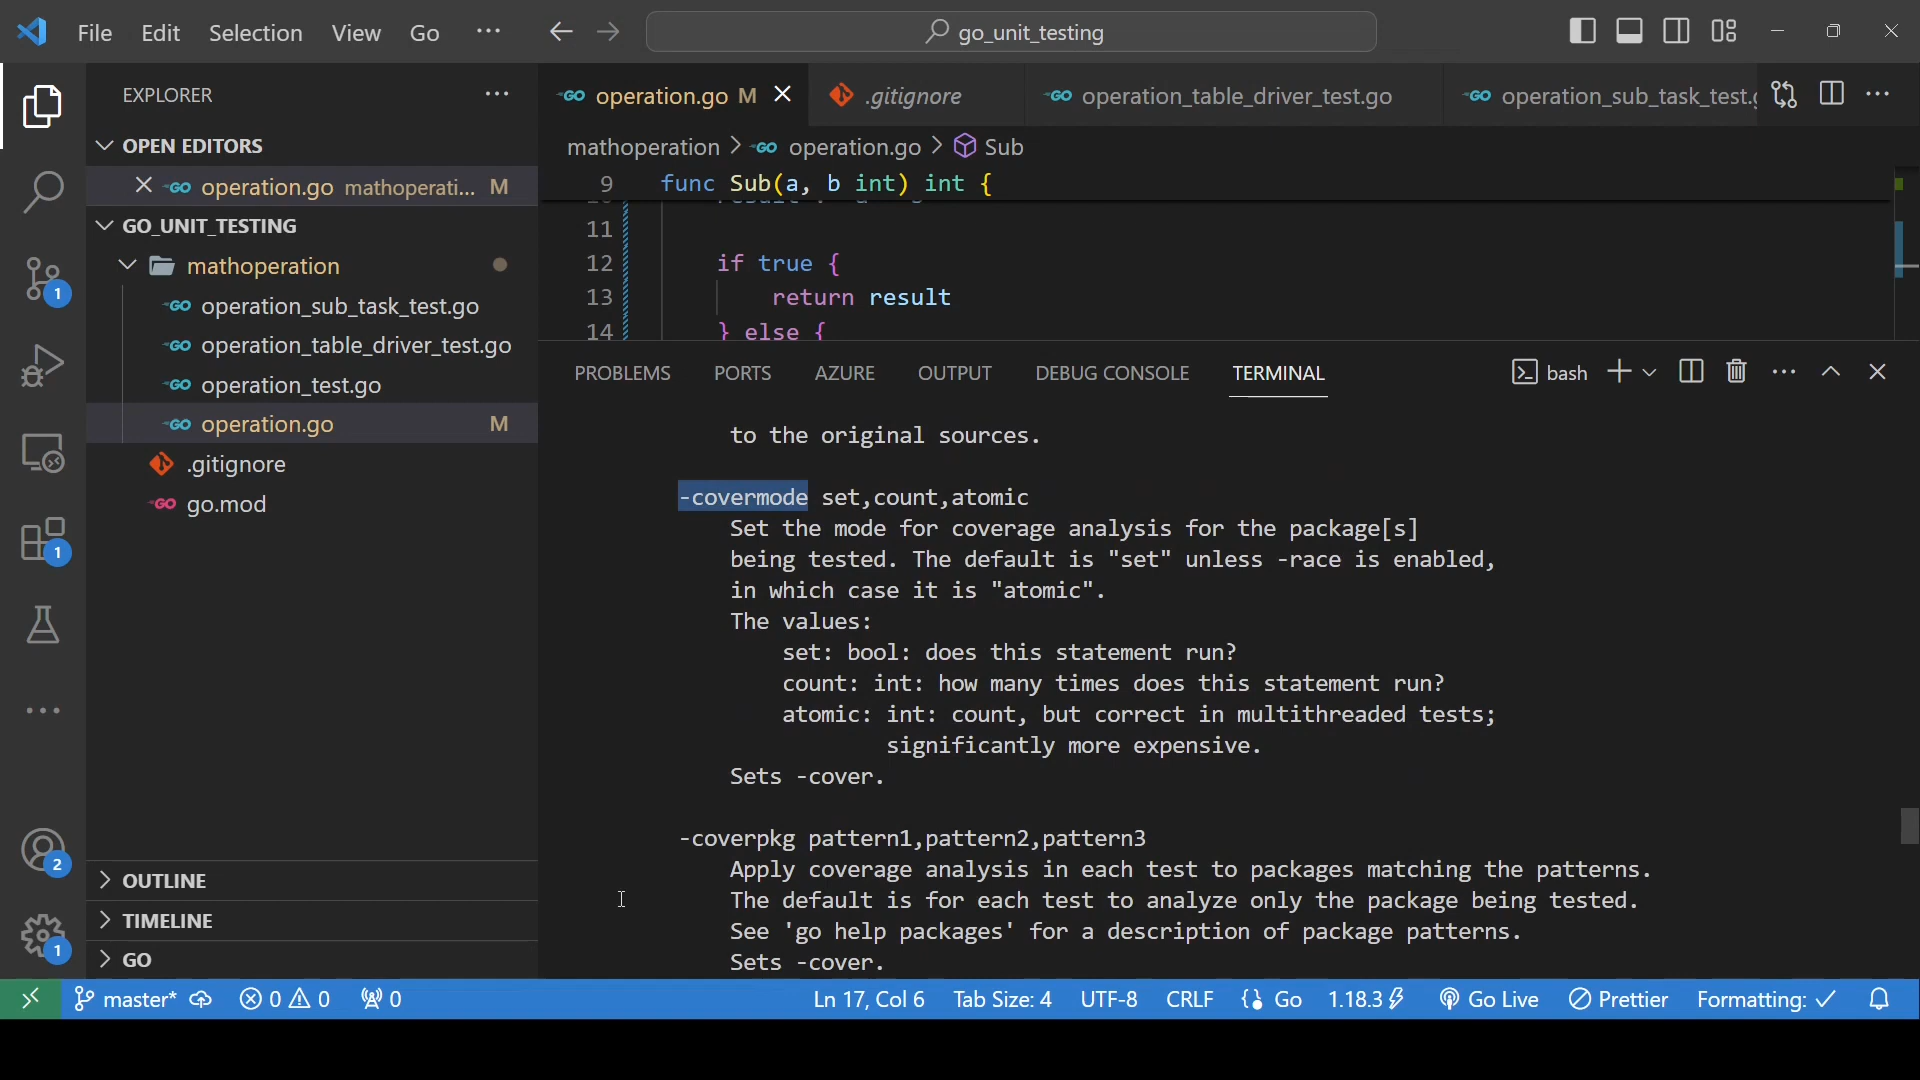 File Edit Selection View Go ··· go_unit_testing
EXPLORER
OPEN EDITORS
operation.go mathoperati... M
GO_UNIT_TESTING
mathoperation
operation_sub_task_test.go
operation_table_driver_test.go
operation_test.go
operation.go M
.gitignore
go.mod
OUTLINE
TIMELINE
GO
1
1
2
1
operation.go M .gitignore operation_table_driver_test.go operation_sub_task_test.g
mathoperation > operation.go > Sub
9 func Sub(a, b int) int {
11
12 if true {
13 return result
14 } else {
PROBLEMS PORTS AZURE OUTPUT DEBUG CONSOLE TERMINAL bash
to the original sources.
-covermode set,count,atomic
Set the mode for coverage analysis for the package[s]
being tested. The default is "set" unless -race is enabled,
in which case it is "atomic".
The values:
set: bool: does this statement run?
count: int: how many times does this statement run?
atomic: int: count, but correct in multithreaded tests;
significantly more expensive.
Sets -cover.
-coverpkg pattern1,pattern2,pattern3
Apply coverage analysis in each test to packages matching the patterns.
The default is for each test to analyze only the package being tested.
See 'go help packages' for a description of package patterns.
Sets -cover.
master* 0 0 0 Ln 17, Col 6 Tab Size: 4 UTF-8 CRLF Go 1.18.3 Go Live Prettier Formatting: ✓